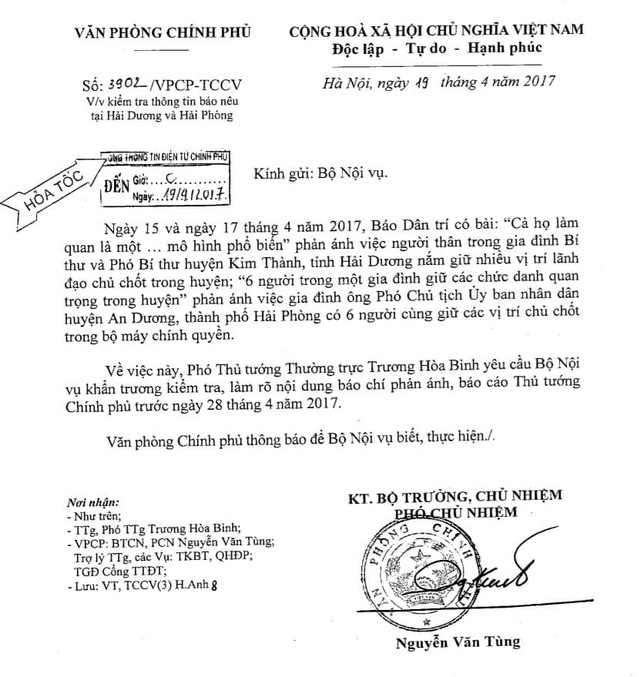 VĂN PHÒNG CHÍNH PHỦ
CỘNG HOÀ XÃ HỘI CHỦ NGHĨA VIỆT NAM
Độc lập - Tự do - Hạnh phúc
Số: 3902/VPCP-TCCV
V/v kiểm tra thông tin báo nêu
tại Hải Dương và Hải Phòng
Hà Nội, ngày 19 tháng 4 năm 2017
HỎA TỐC
CỔNG THÔNG TIN ĐIỆN TỬ CHÍNH PHỦ
ĐẾN Giờ:....C.....
Ngày: 19/4/2017
Kính gửi: Bộ Nội vụ.
Ngày 15 và ngày 17 tháng 4 năm 2017, Báo Dân trí có bài: “Cả họ làm
quan là một ... mô hình phổ biến” phản ánh việc người thân trong gia đình Bí
thư và Phó Bí thư huyện Kim Thành, tỉnh Hải Dương nắm giữ nhiều vị trí lãnh
đạo chủ chốt trong huyện; “6 người trong một gia đình giữ các chức danh quan
trọng trong huyện” phản ánh việc gia đình ông Phó Chủ tịch Ủy ban nhân dân
huyện An Dương, thành phố Hải Phòng có 6 người cùng giữ các vị trí chủ chốt
trong bộ máy chính quyền.
Về việc này, Phó Thủ tướng Thường trực Trương Hòa Bình yêu cầu Bộ Nội
vụ khẩn trương kiểm tra, làm rõ nội dung báo chí phản ánh, báo cáo Thủ tướng
Chính phủ trước ngày 28 tháng 4 năm 2017.
Văn phòng Chính phủ thông báo để Bộ Nội vụ biết, thực hiện./.
Nơi nhận:
- Như trên;
- TTg, Phó TTg Trương Hòa Bình;
- VPCP: BTCN, PCN Nguyễn Văn Tùng;
Trợ lý TTg, các Vụ: TKBT, QHĐP;
TGĐ Cổng TTĐT;
- Lưu: VT, TCCV(3) H.Anh 8
KT. BỘ TRƯỞNG, CHỦ NHIỆM
PHÓ CHỦ NHIỆM
VĂN PHÒNG CHÍNH PHỦ
Nguyễn Văn Tùng